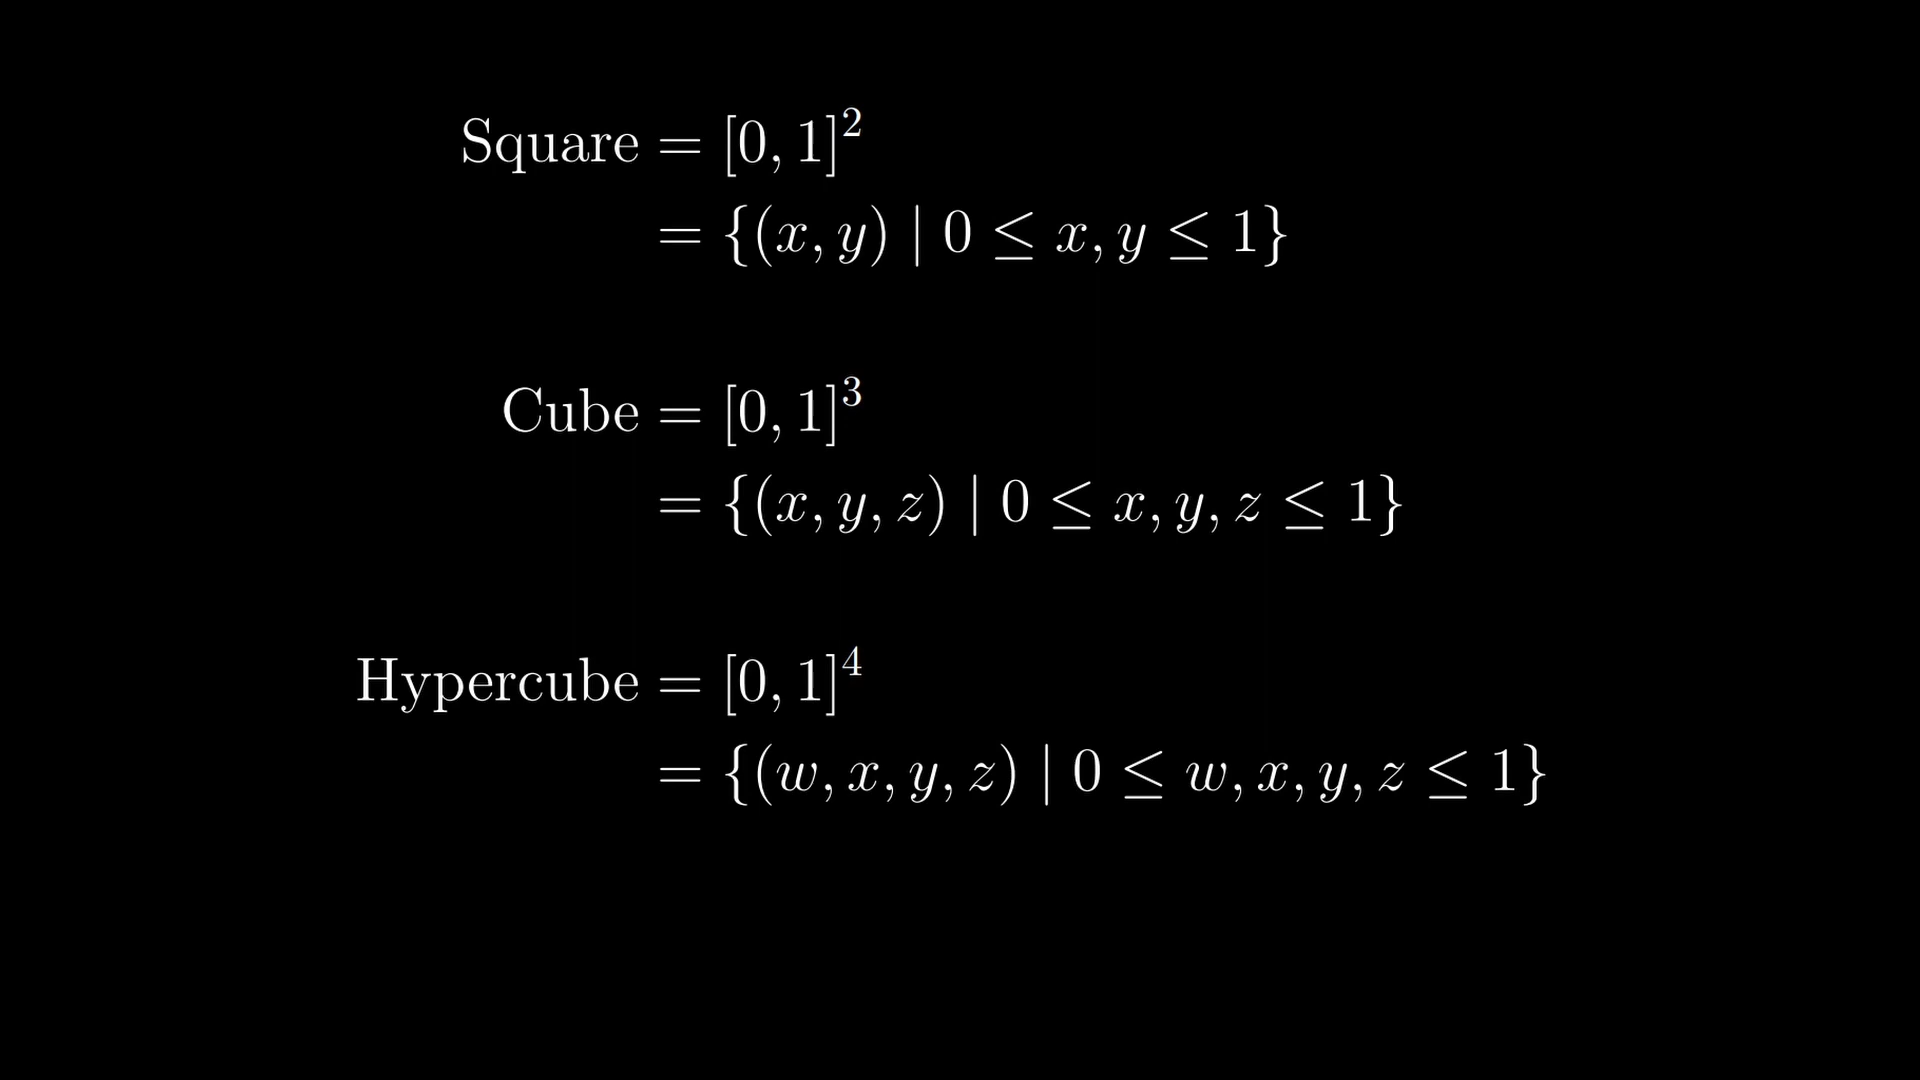 Square = [0, 1]²
= {(x, y) | 0 ≤ x, y ≤ 1}
Cube = [0, 1]³
= {(x, y, z) | 0 ≤ x, y, z ≤ 1}
Hypercube = [0, 1]⁴
= {(w, x, y, z) | 0 ≤ w, x, y, z ≤ 1}